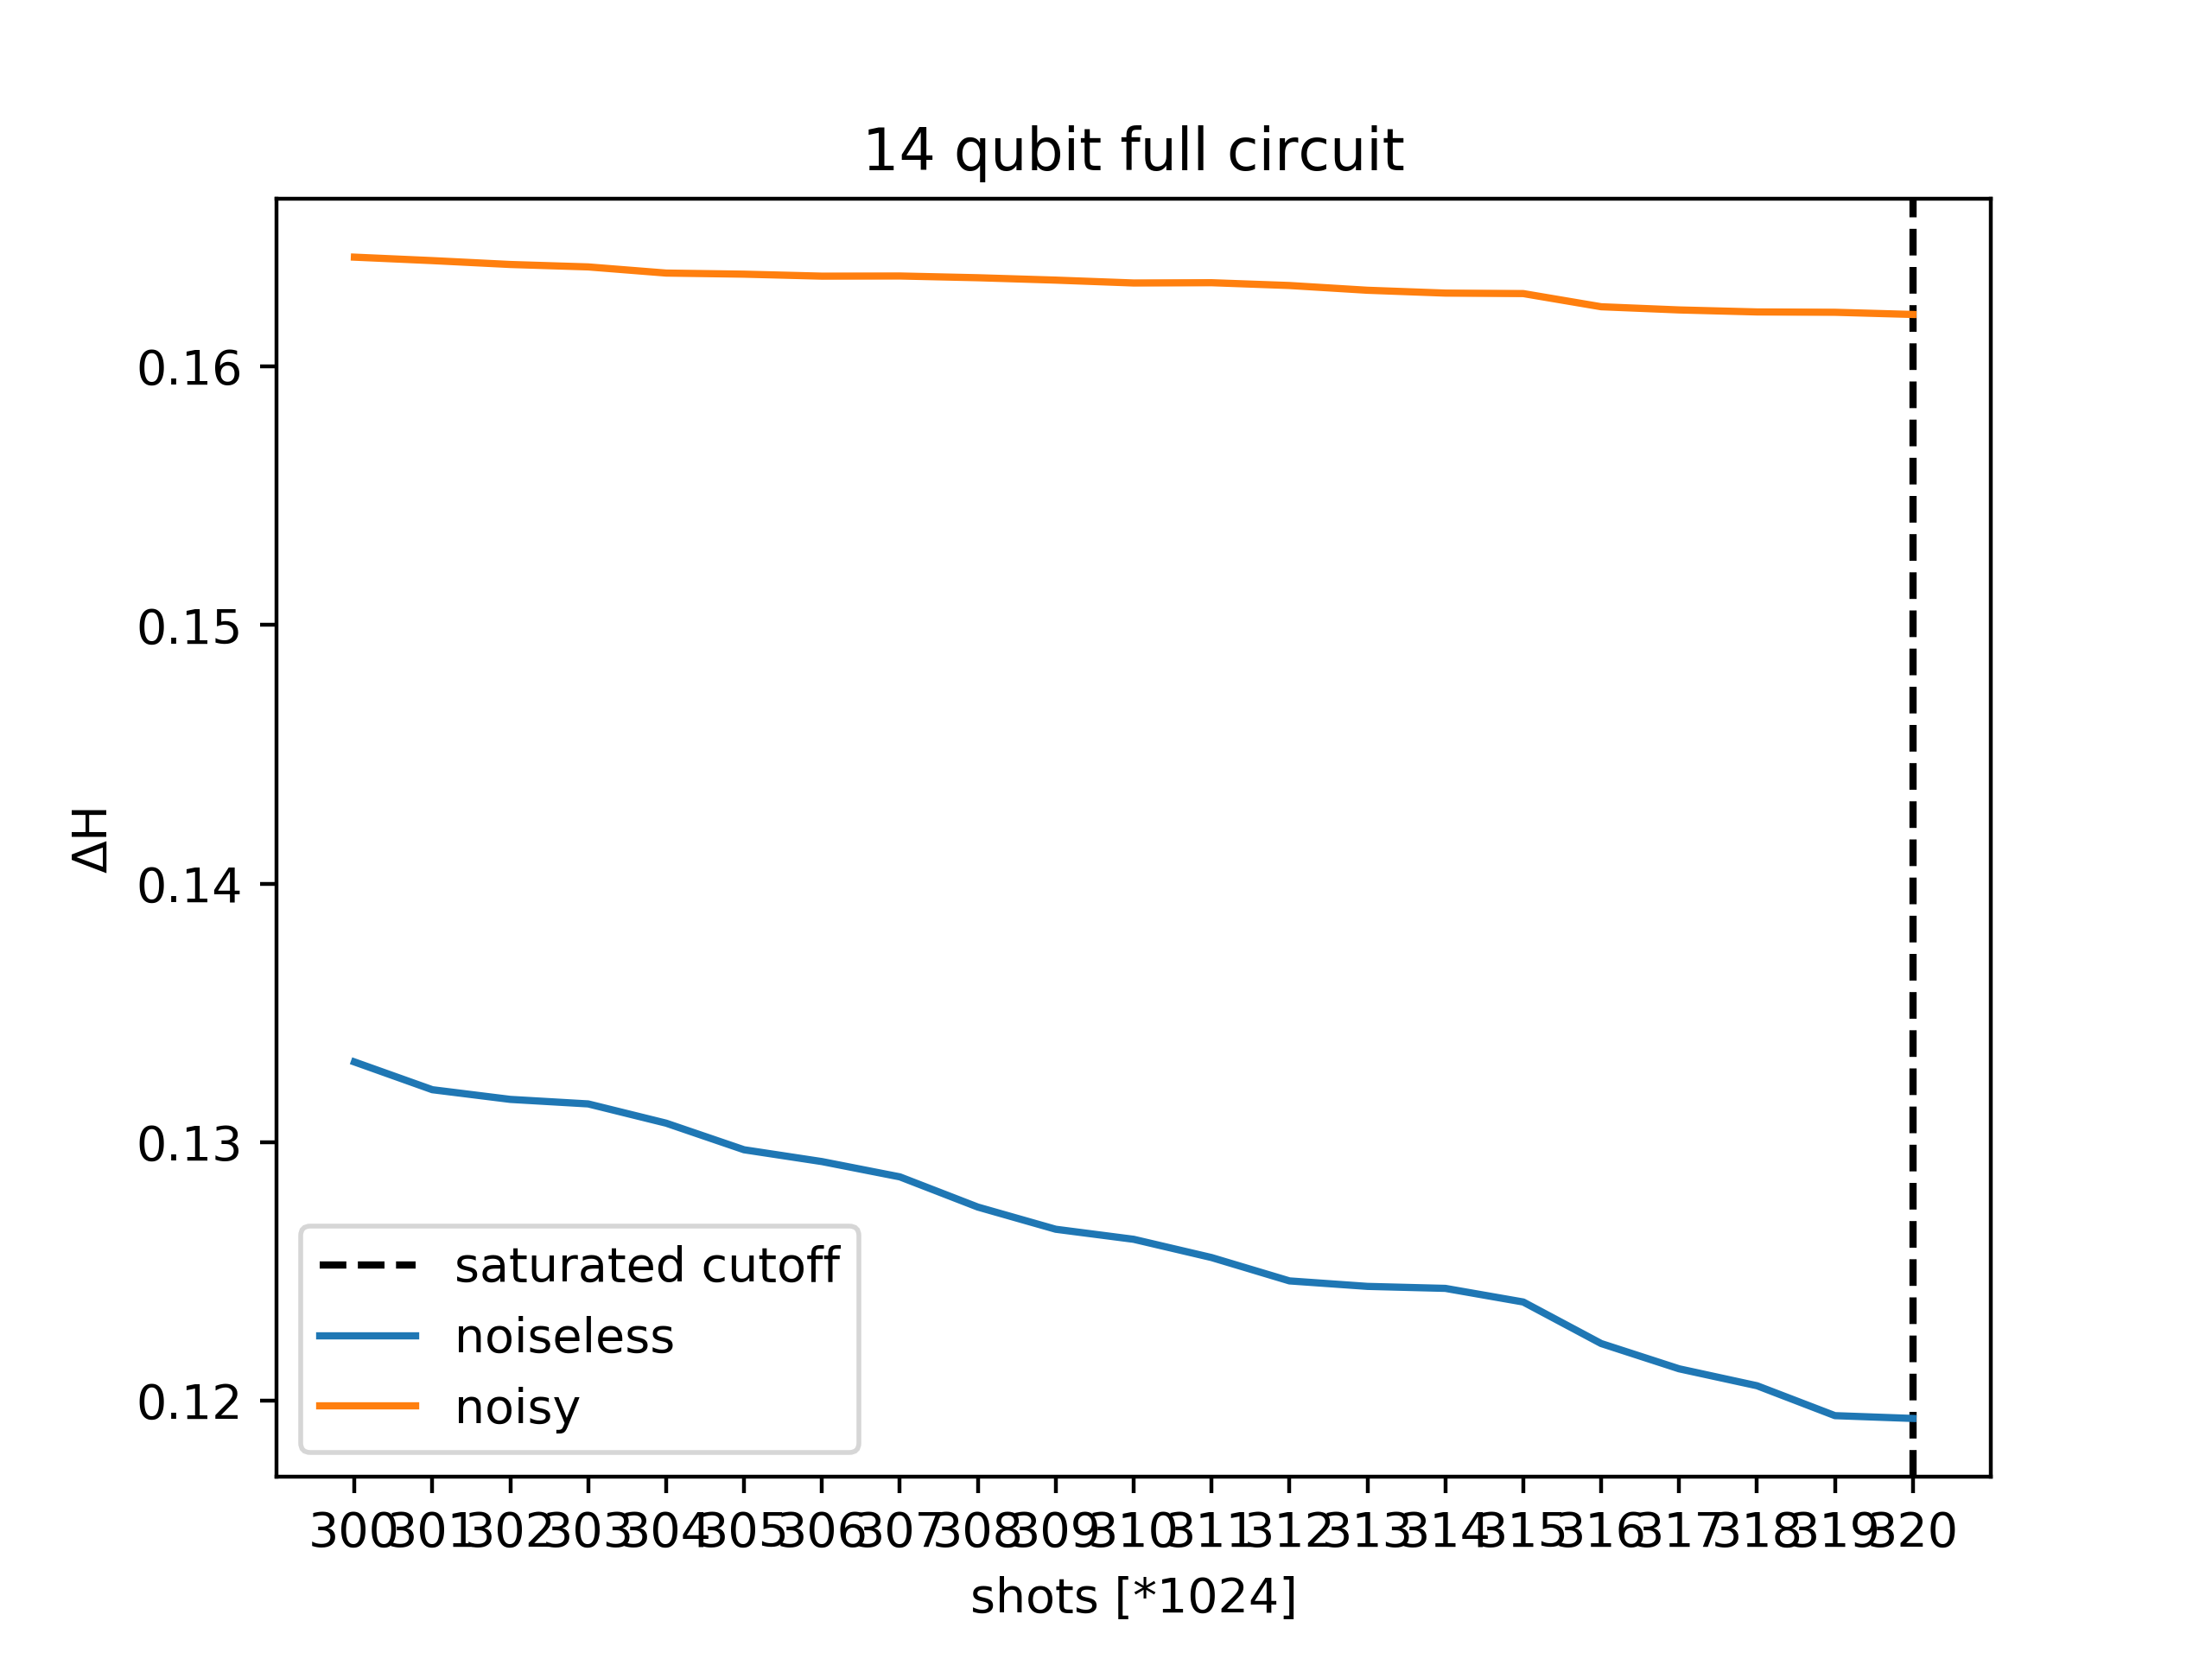 14 qubit full circuit
ΔH
0.16
0.15
0.14
0.13
0.12
saturated cutoff
noiseless
noisy
300 301 302 303 304 305 306 307 308 309 310 311 312 313 314 315 316 317 318 319 320
shots [*1024]